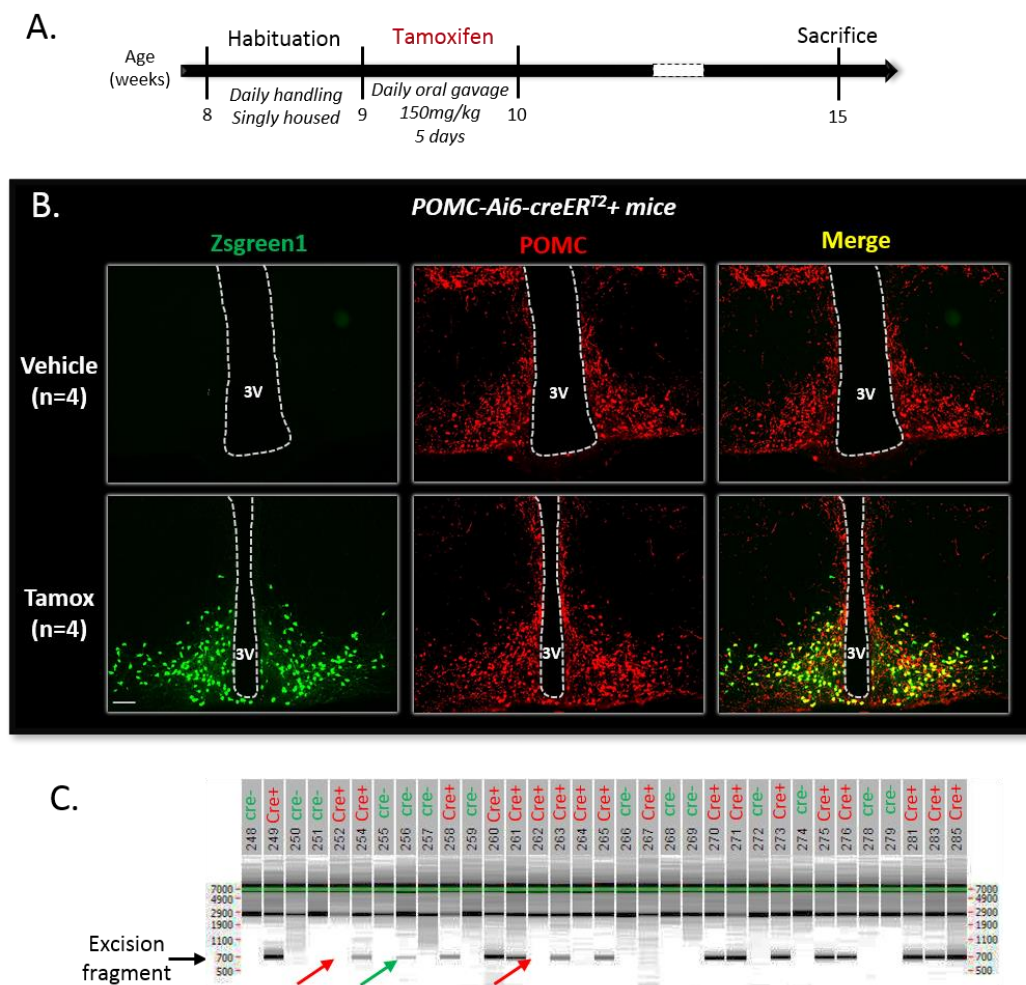 A.
Habituation
Tamoxifen
Sacrifice
Age
(weeks)
Daily handling
Singly housed
Daily oral gavage
150mg/kg
5 days
8
9
10
15
B.
POMC-Ai6-creERT2+ mice
Zsgreen1
POMC
Merge
Vehicle
(n=4)
3V
3V
3V
Tamox
(n=4)
3V
3V
3V
C.
248 cre-
249 Cre+
250 cre-
251 cre-
252 Cre+
254 Cre+
255 cre-
256 cre-
257 cre-
258 Cre+
259 cre-
260 Cre+
261 Cre+
262 Cre+
263 Cre+
264 cre-
265 Cre+
266 cre-
267 Cre+
268 cre-
269 cre-
270 Cre+
271 Cre+
272 cre-
273 Cre+
274 cre-
275 Cre+
276 Cre+
278 cre-
279 cre-
281 Cre+
283 Cre+
285 Cre+
7000
4900
2900
1900
1100
700
500
7000
4900
2900
1900
1100
700
500
Excision
fragment